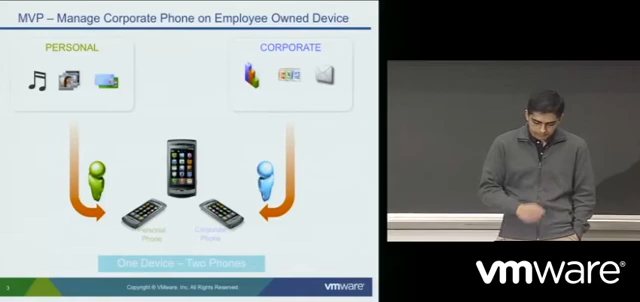 MVP – Manage Corporate Phone on Employee Owned Device
PERSONAL
CORPORATE
Personal
Phone
Corporate
Phone
One Device – Two Phones
3
Copyright © VMware, Inc. All Rights Reserved.
vmware
vmware